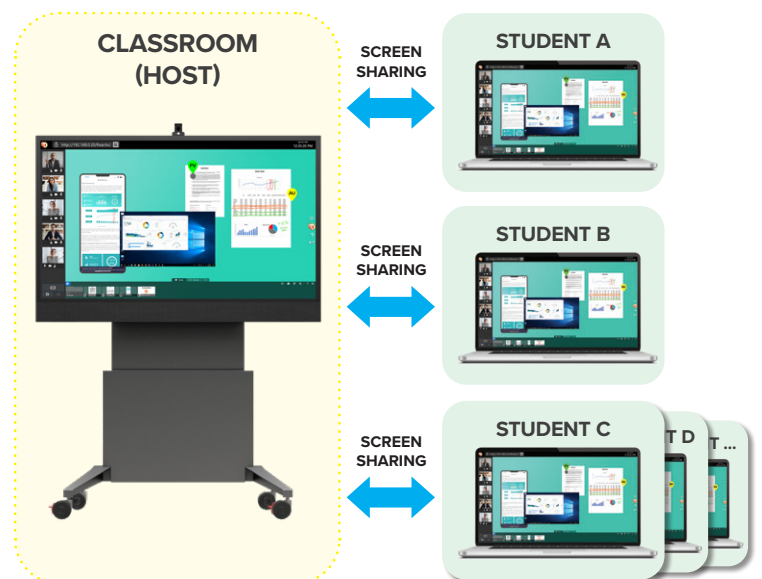 CLASSROOM
(HOST)
SCREEN
SHARING
STUDENT A
SCREEN
SHARING
STUDENT B
SCREEN
SHARING
STUDENT C
T D
T ...